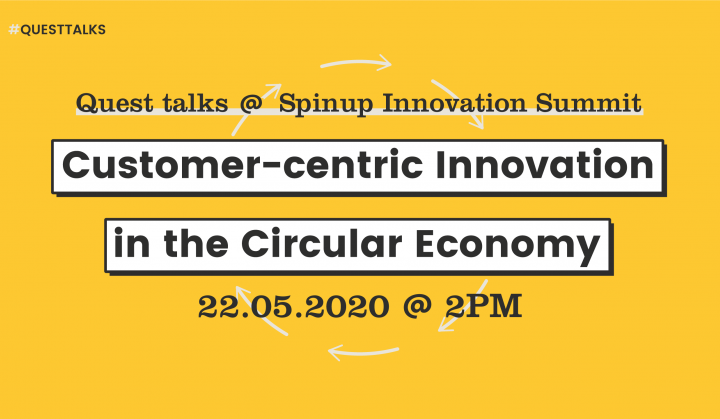 #QUESTTALKS
Quest talks @ Spinup Innovation Summit
Customer-centric Innovation
in the Circular Economy
22.05.2020 @ 2PM